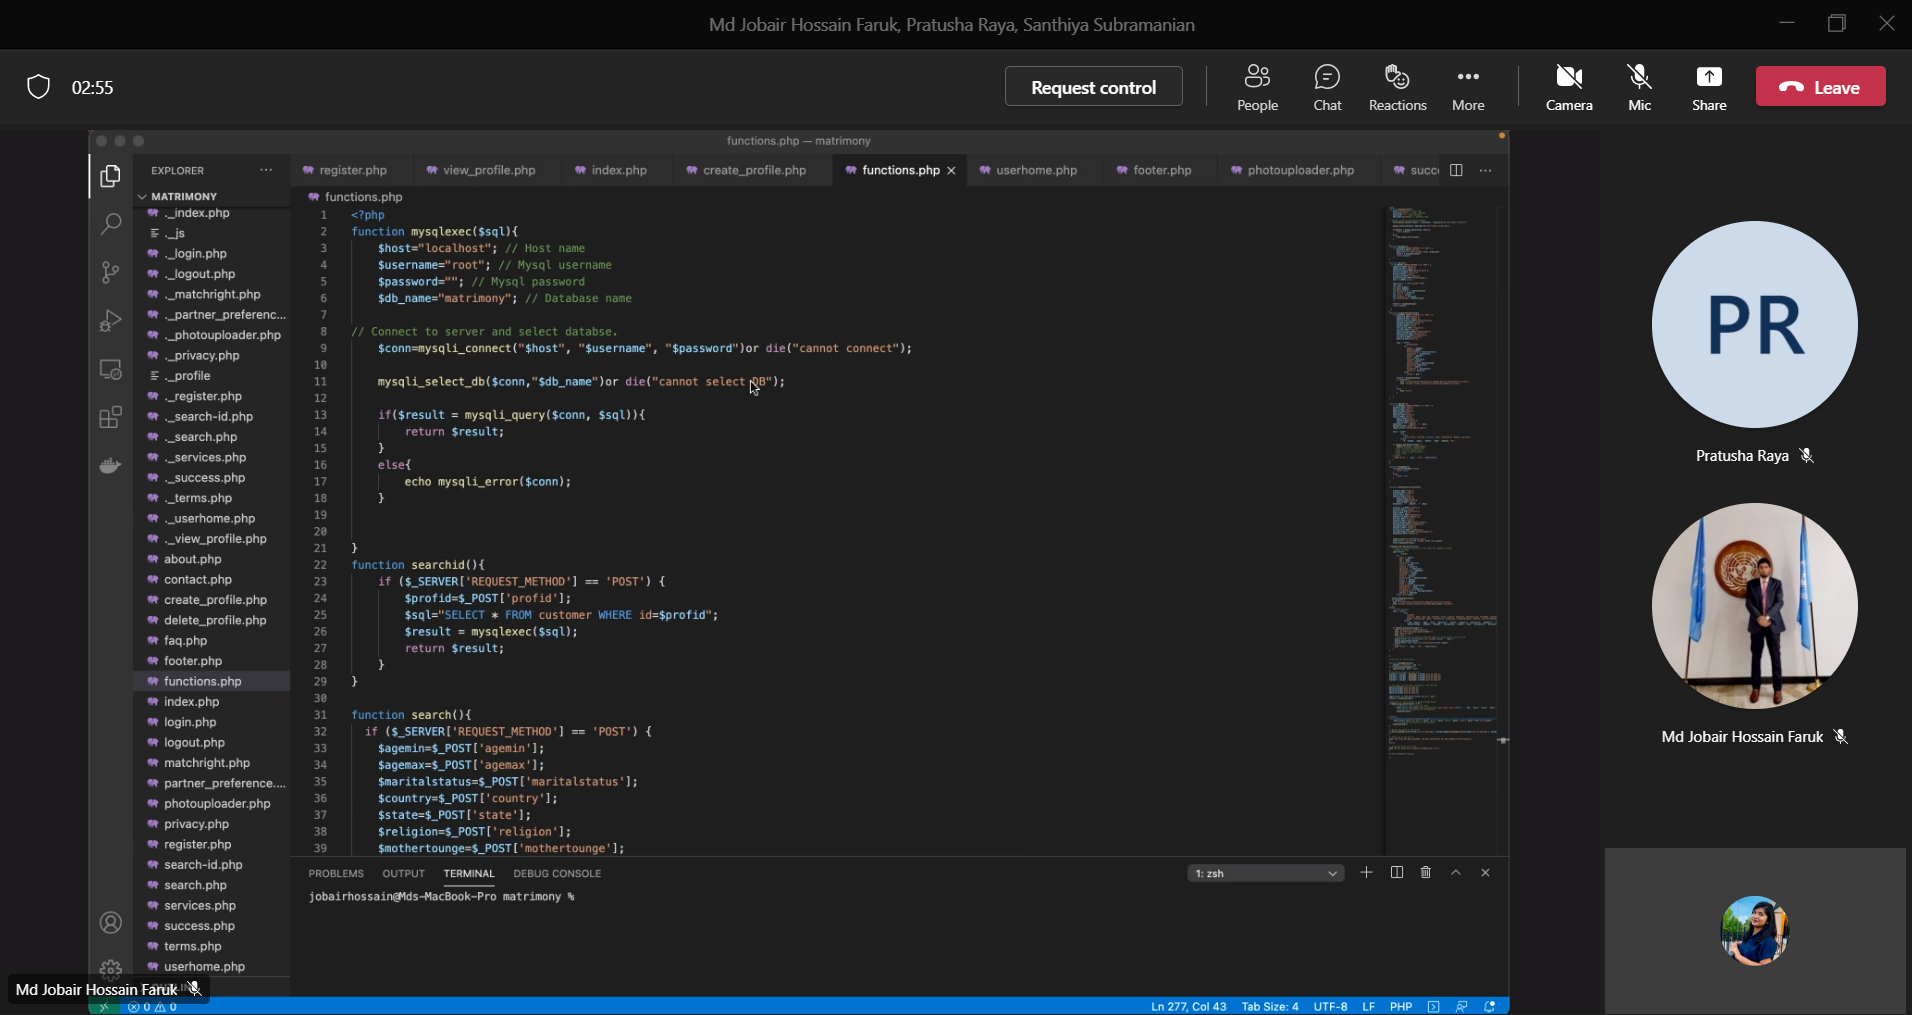 Md Jobair Hossain Faruk, Pratusha Raya, Santhiya Subramanian
02:55
Request control
People
Chat
Reactions
More
Camera
Mic
Share
Leave
functions.php — matrimony
EXPLORER
register.php
view_profile.php
index.php
create_profile.php
functions.php
userhome.php
footer.php
photouploader.php
succ
MATRIMONY
._index.php
._js
._login.php
._logout.php
._matchright.php
._partner_preferenc...
._photouploader.php
._privacy.php
._profile
._register.php
._search-id.php
._search.php
._services.php
._success.php
._terms.php
._userhome.php
._view_profile.php
about.php
contact.php
create_profile.php
delete_profile.php
faq.php
footer.php
functions.php
index.php
login.php
logout.php
matchright.php
partner_preference....
photouploader.php
privacy.php
register.php
search-id.php
search.php
services.php
success.php
terms.php
userhome.php
functions.php
1 <?php
2 function mysqlexec($sql){
3 $host="localhost"; // Host name
4 $username="root"; // Mysql username
5 $password=""; // Mysql password
6 $db_name="matrimony"; // Database name
7
8 // Connect to server and select databse.
9 $conn=mysqli_connect("$host", "$username", "$password")or die("cannot connect");
10
11 mysqli_select_db($conn,"$db_name")or die("cannot select DB");
12
13 if($result = mysqli_query($conn, $sql)){
14 return $result;
15 }
16 else{
17 echo mysqli_error($conn);
18 }
19
20
21 }
22 function searchid(){
23 if ($_SERVER['REQUEST_METHOD'] == 'POST') {
24 $profid=$_POST['profid'];
25 $sql="SELECT * FROM customer WHERE id=$profid";
26 $result = mysqlexec($sql);
27 return $result;
28 }
29 }
30
31 function search(){
32 if ($_SERVER['REQUEST_METHOD'] == 'POST') {
33 $agemin=$_POST['agemin'];
34 $agemax=$_POST['agemax'];
35 $maritalstatus=$_POST['maritalstatus'];
36 $country=$_POST['country'];
37 $state=$_POST['state'];
38 $religion=$_POST['religion'];
39 $mothertounge=$_POST['mothertounge'];
PROBLEMS
OUTPUT
TERMINAL
DEBUG CONSOLE
1: zsh
jobairhossain@Mds-MacBook-Pro matrimony %
PR
Pratusha Raya
Md Jobair Hossain Faruk
Md Jobair Hossain Faruk
0 0
Ln 277, Col 43
Tab Size: 4
UTF-8
LF
PHP